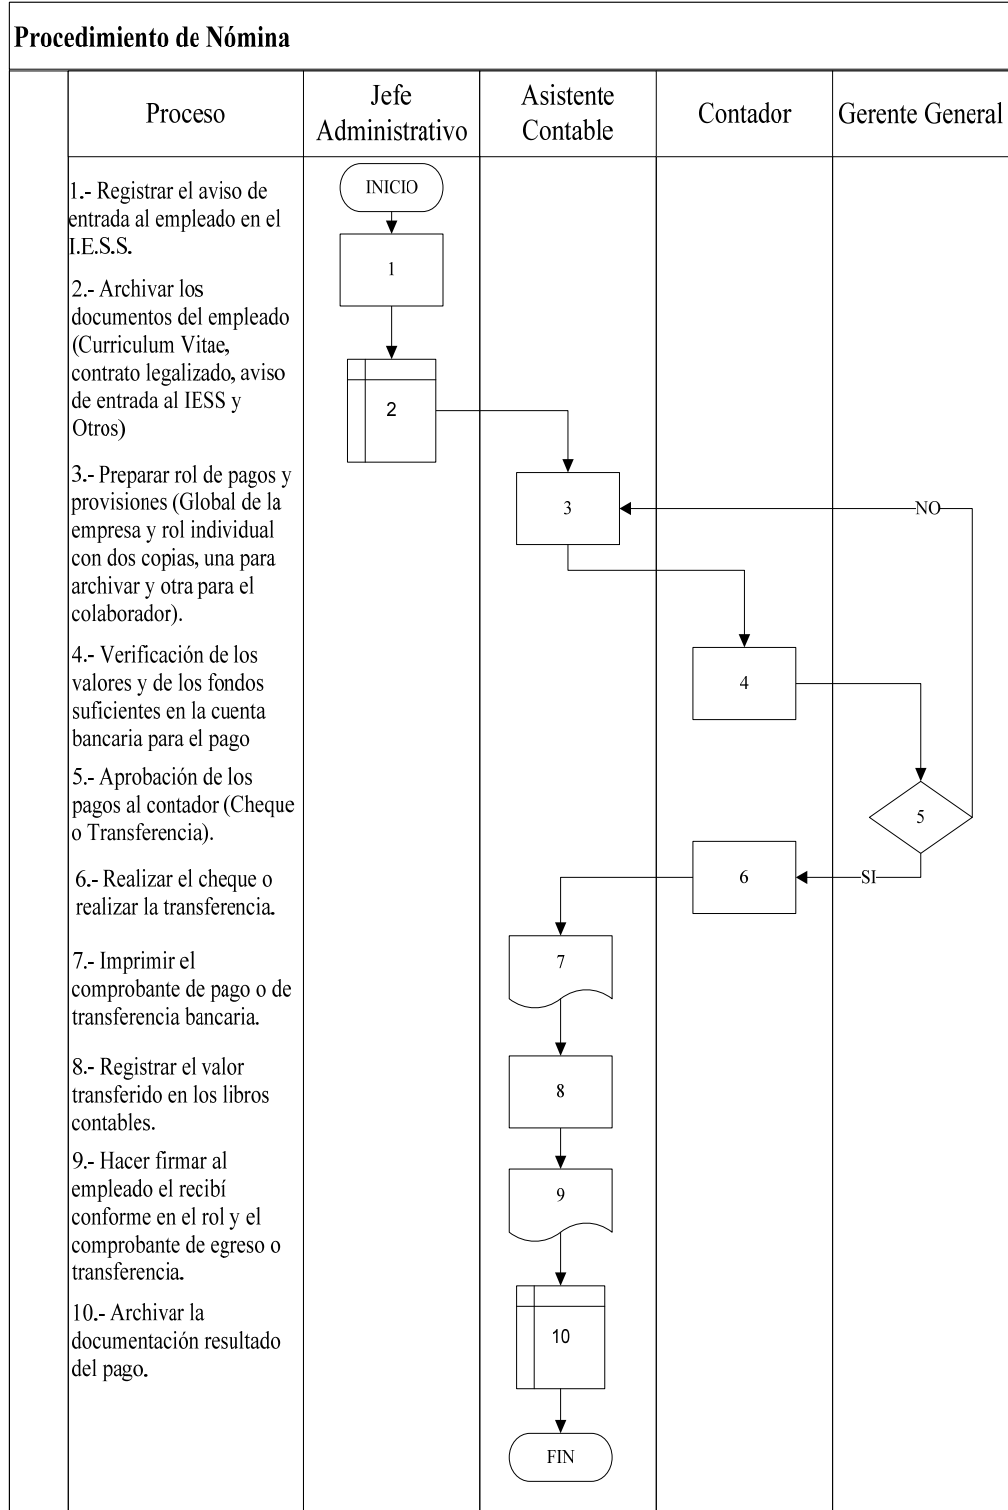 Procedimiento de Nómina
Proceso
Jefe
Administrativo
Asistente
Contable
Contador
Gerente General
1.- Registrar el aviso de
entrada al empleado en el
I.E.S.S.
2.- Archivar los
documentos del empleado
(Curriculum Vitae,
contrato legalizado, aviso
de entrada al IESS y
Otros)
3.- Preparar rol de pagos y
provisiones (Global de la
empresa y rol individual
con dos copias, una para
archivar y otra para el
colaborador).
4.- Verificación de los
valores y de los fondos
suficientes en la cuenta
bancaria para el pago
5.- Aprobación de los
pagos al contador (Cheque
o Transferencia).
6.- Realizar el cheque o
realizar la transferencia.
7.- Imprimir el
comprobante de pago o de
transferencia bancaria.
8.- Registrar el valor
transferido en los libros
contables.
9.- Hacer firmar al
empleado el recibí
conforme en el rol y el
comprobante de egreso o
transferencia.
10.- Archivar la
documentación resultado
del pago.
INICIO
1
2
3
NO
4
5
SI
6
7
8
9
10
FIN